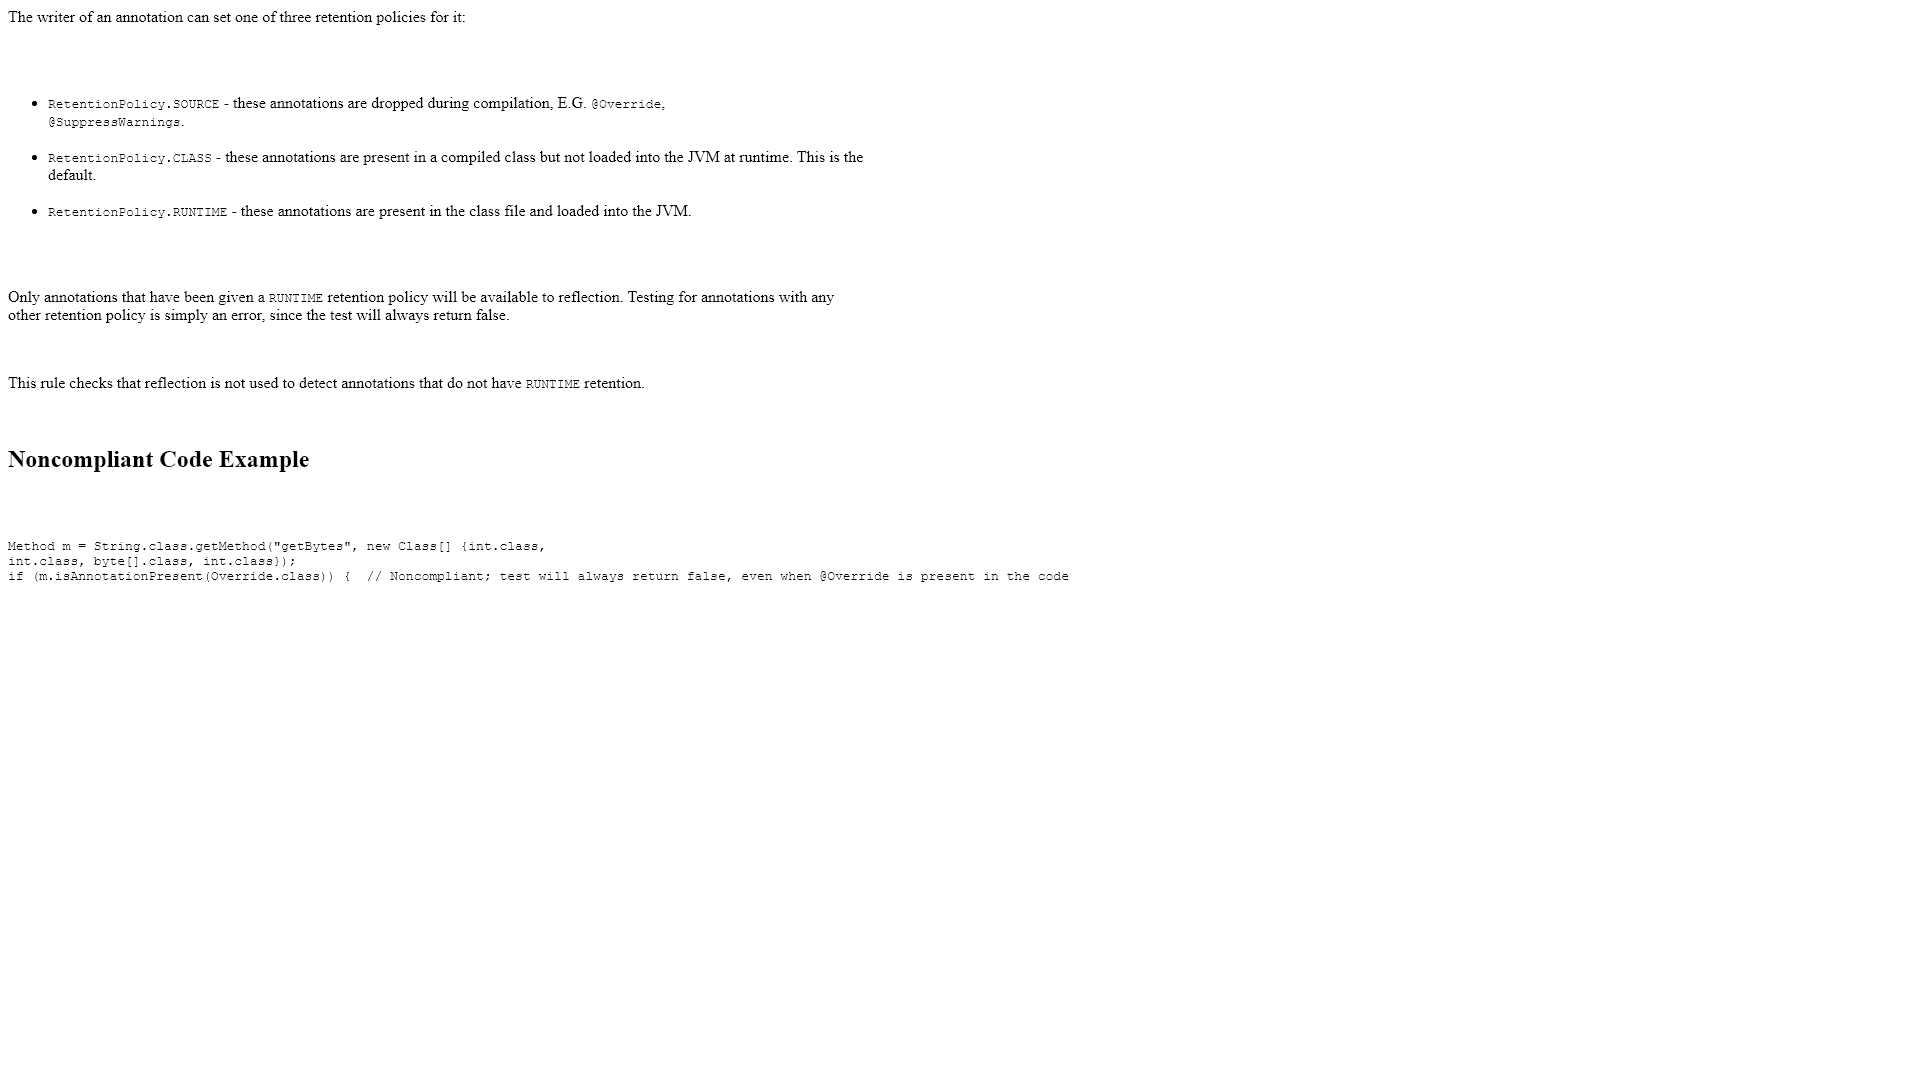 The writer of an annotation can set one of three retention policies for it:
RetentionPolicy.SOURCE - these annotations are dropped during compilation, E.G. @Override,
@SuppressWarnings.
RetentionPolicy.CLASS - these annotations are present in a compiled class but not loaded into the JVM at runtime. This is the
default.
RetentionPolicy.RUNTIME - these annotations are present in the class file and loaded into the JVM.
Only annotations that have been given a RUNTIME retention policy will be available to reflection. Testing for annotations with any
other retention policy is simply an error, since the test will always return false.
This rule checks that reflection is not used to detect annotations that do not have RUNTIME retention.
Noncompliant Code Example
Method m = String.class.getMethod("getBytes", new Class[] {int.class,
int.class, byte[].class, int.class});
if (m.isAnnotationPresent(Override.class)) {  // Noncompliant; test will always return false, even when @Override is present in the code